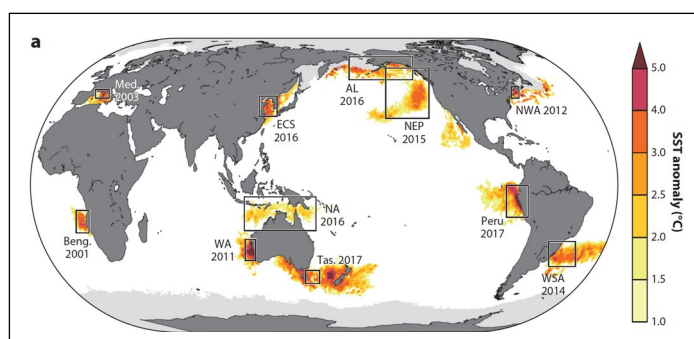 a
Med.
2003
ECS
2016
AL
2016
NEP
2015
NWA 2012
Beng.
2001
WA
2011
NA
2016
Tas. 2017
Peru
2017
WSA
2014
5.0
4.0
3.0
2.5
2.0
1.5
1.0
SST anomaly (°C)